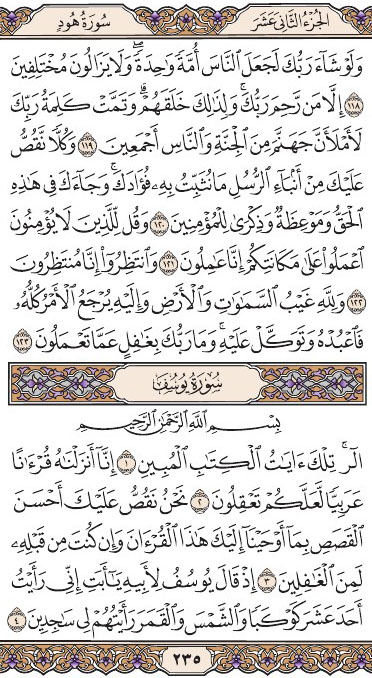 الجزء الثاني عشر
سورة هود
وَلَوْ شَآءَ رَبُّكَ لَجَعَلَ ٱلنَّاسَ أُمَّةً وَٰحِدَةً ۖ وَلَا يَزَالُونَ مُخْتَلِفِينَ
١١٨ إِلَّا مَن رَّحِمَ رَبُّكَ ۚ وَلِذَٰلِكَ خَلَقَهُمْ ۗ وَتَمَّتْ كَلِمَةُ رَبِّكَ
لَأَمْلَأَنَّ جَهَنَّمَ مِنَ ٱلْجِنَّةِ وَٱلنَّاسِ أَجْمَعِينَ ١١٩ وَكُلًّا نَّقُصُّ
عَلَيْكَ مِنْ أَنۢبَآءِ ٱلرُّسُلِ مَا نُثَبِّتُ بِهِۦ فُؤَادَكَ ۚ وَجَآءَكَ فِى هَٰذِهِ
ٱلْحَقُّ وَمَوْعِظَةٌ وَذِكْرَىٰ لِلْمُؤْمِنِينَ ١٢٠ وَقُل لِّلَّذِينَ لَا يُؤْمِنُونَ
ٱعْمَلُوا۟ عَلَىٰ مَكَانَتِكُمْ إِنَّا عَٰمِلُونَ ١٢١ وَٱنتَظِرُوٓا۟ إِنَّا مُنتَظِرُونَ
١٢٢ وَلِلَّهِ غَيْبُ ٱلسَّمَٰوَٰتِ وَٱلْأَرْضِ وَإِلَيْهِ يُرْجَعُ ٱلْأَمْرُ كُلُّهُۥ
فَٱعْبُدْهُ وَتَوَكَّلْ عَلَيْهِ ۚ وَمَا رَبُّكَ بِغَٰفِلٍ عَمَّا تَعْمَلُونَ ١٢٣
سورة يوسف
بِسْمِ ٱللَّهِ ٱلرَّحْمَٰنِ ٱلرَّحِيمِ
الٓر ۚ تِلْكَ ءَايَٰتُ ٱلْكِتَٰبِ ٱلْمُبِينِ ١ إِنَّآ أَنزَلْنَٰهُ قُرْءَٰنًا
عَرَبِيًّا لَّعَلَّكُمْ تَعْقِلُونَ ٢ نَحْنُ نَقُصُّ عَلَيْكَ أَحْسَنَ
ٱلْقَصَصِ بِمَآ أَوْحَيْنَآ إِلَيْكَ هَٰذَا ٱلْقُرْءَانَ وَإِن كُنتَ مِن قَبْلِهِۦ
لَمِنَ ٱلْغَٰفِلِينَ ٣ إِذْ قَالَ يُوسُفُ لِأَبِيهِ يَٰٓأَبَتِ إِنِّى رَأَيْتُ
أَحَدَ عَشَرَ كَوْكَبًا وَٱلشَّمْسَ وَٱلْقَمَرَ رَأَيْتُهُمْ لِى سَٰجِدِينَ ٤
٢٣٥